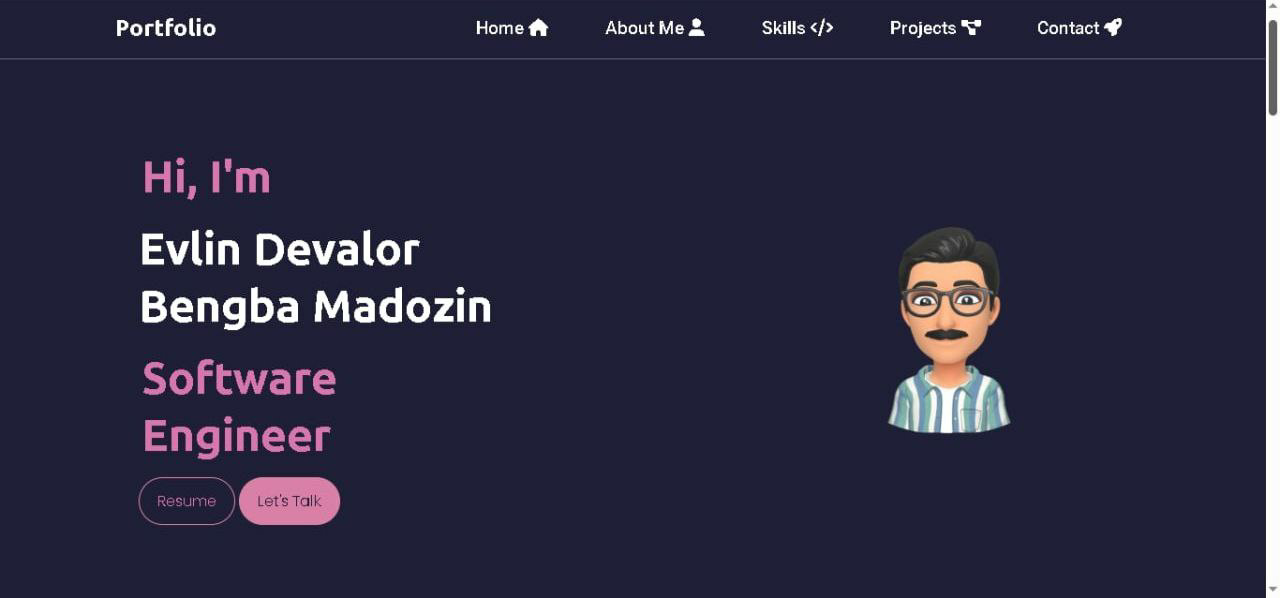 Portfolio
Home
About Me
Skills </>
Projects
Contact
Hi, I'm
Evlin Devalor
Bengba Madozin
Software
Engineer
Resume
Let's Talk